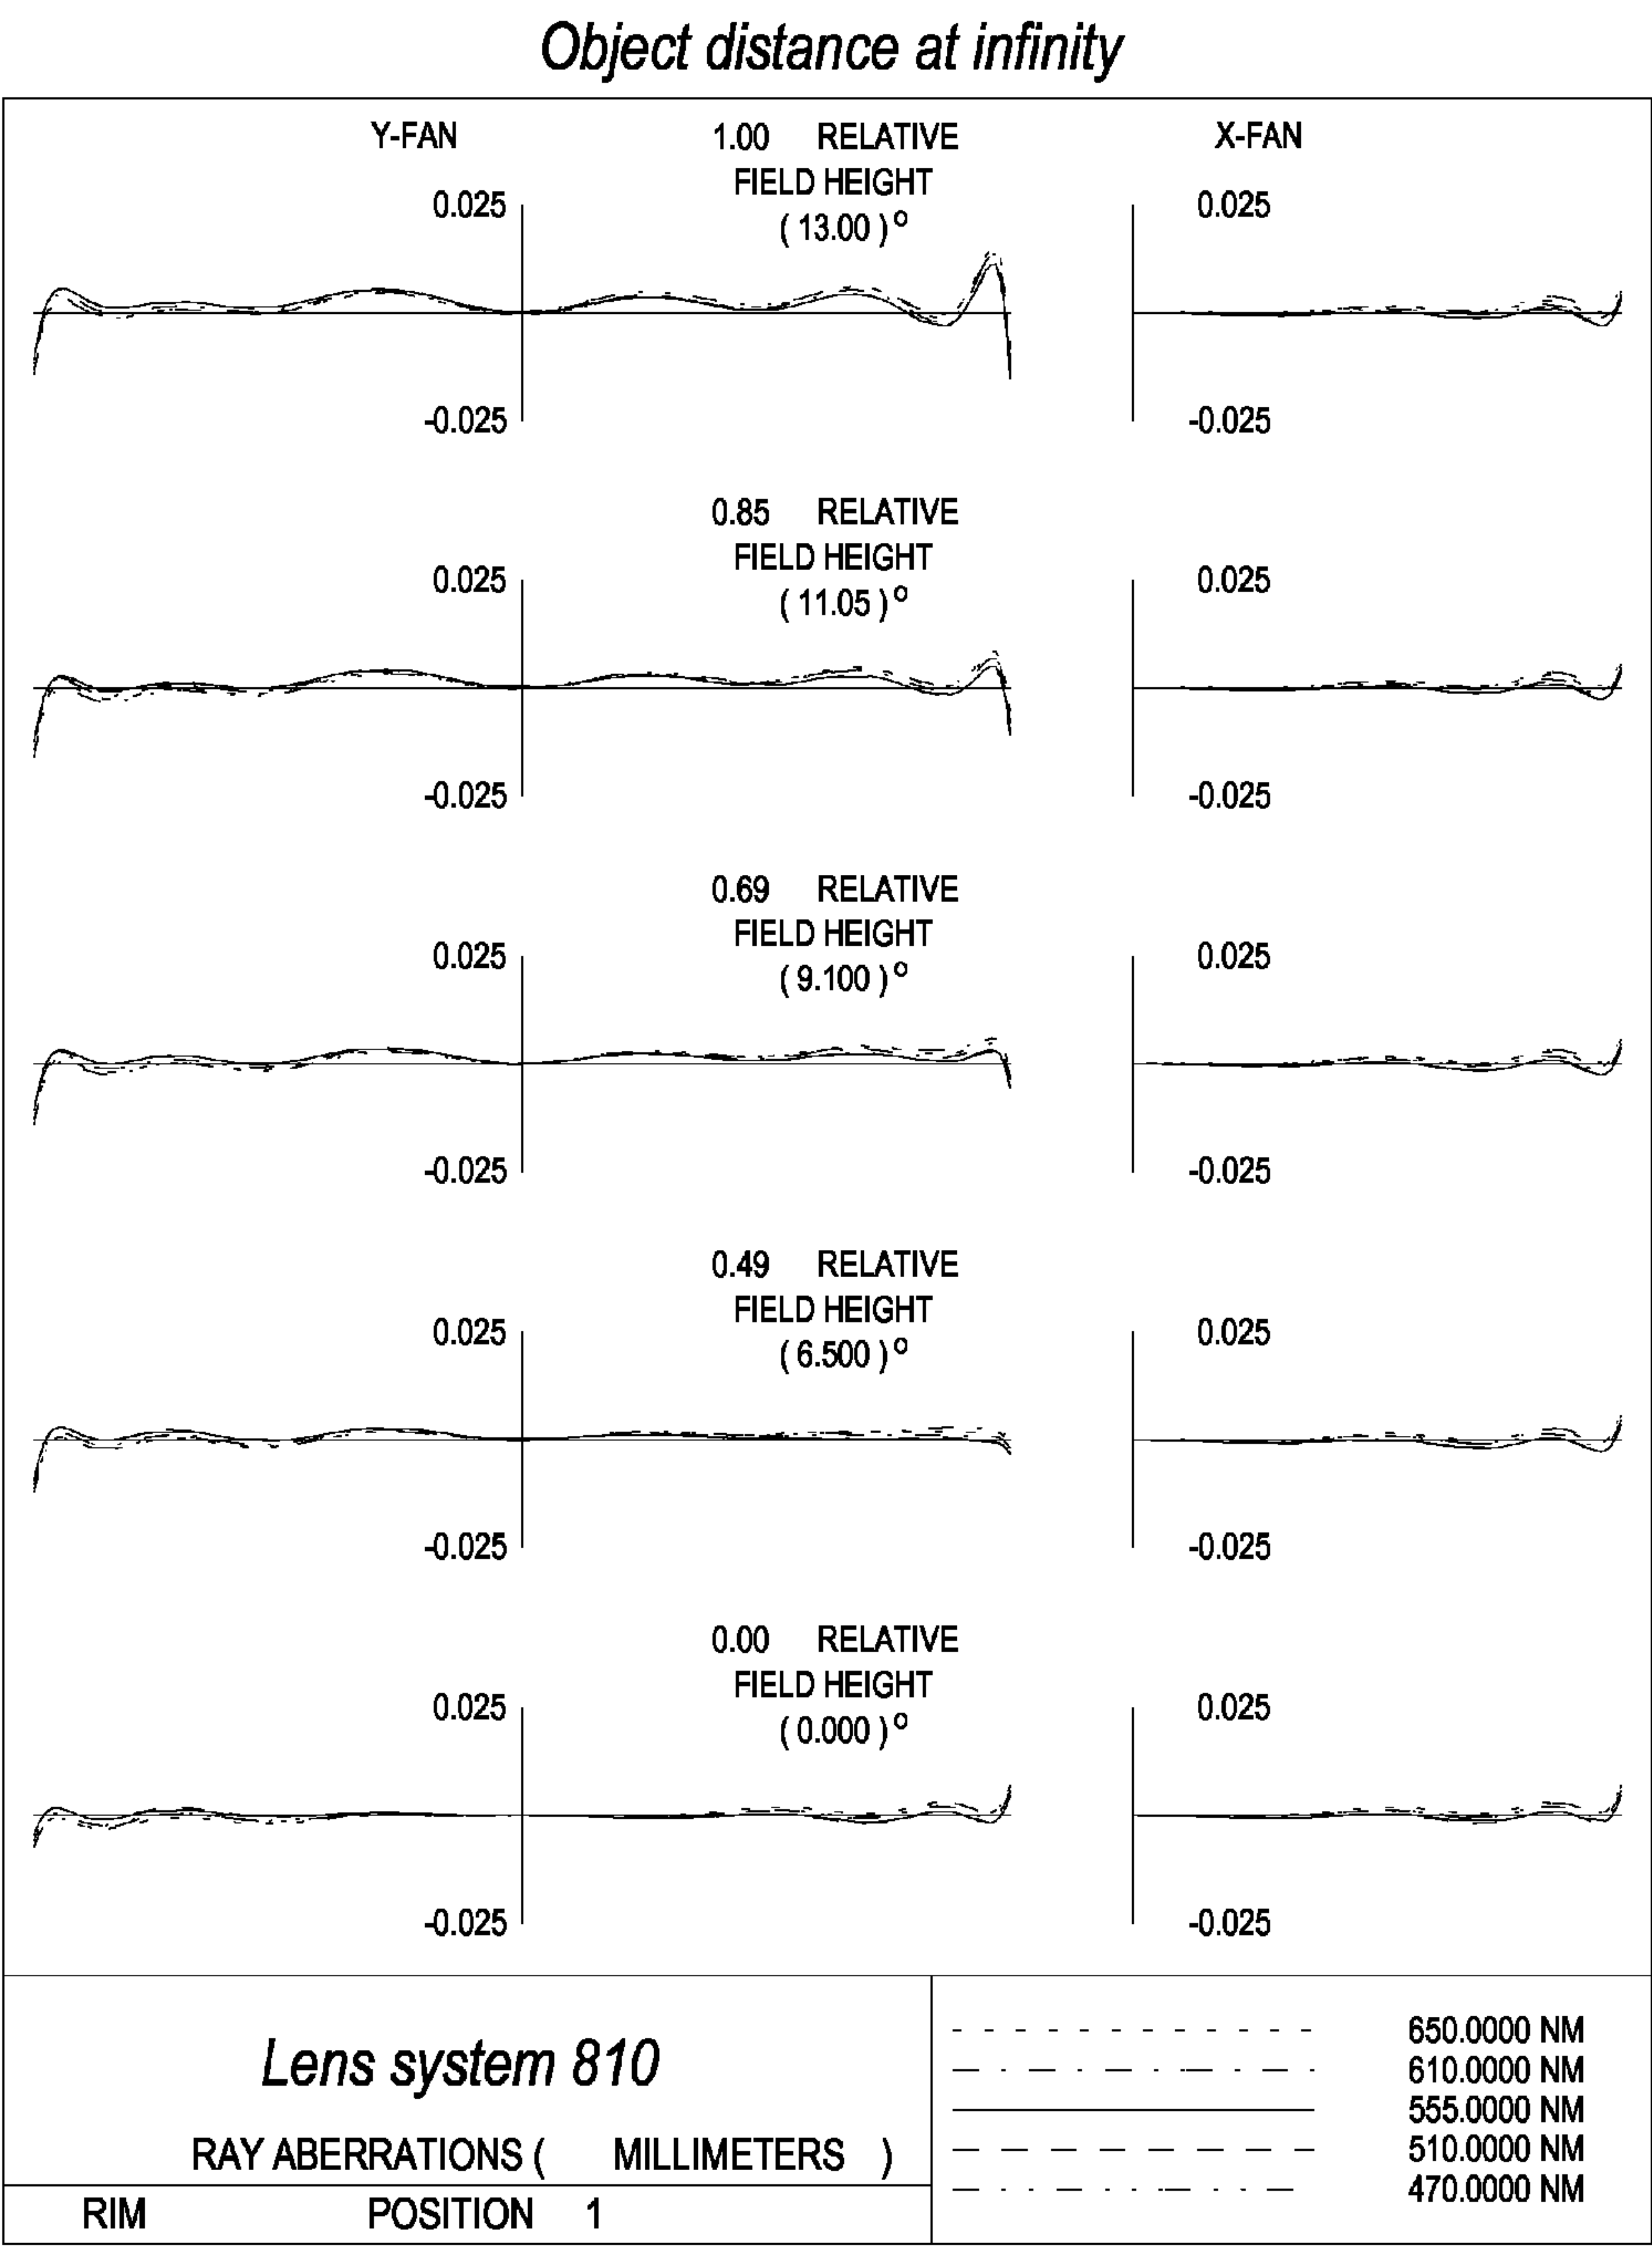 Object distance at infinity
Y-FAN 1.00 RELATIVE X-FAN
FIELD HEIGHT
0.025 ( 13.00 )º 0.025
-0.025 -0.025
0.85 RELATIVE
FIELD HEIGHT
0.025 ( 11.05 )º 0.025
-0.025 -0.025
0.69 RELATIVE
FIELD HEIGHT
0.025 ( 9.100 )º 0.025
-0.025 -0.025
0.49 RELATIVE
FIELD HEIGHT
0.025 ( 6.500 )º 0.025
-0.025 -0.025
0.00 RELATIVE
FIELD HEIGHT
0.025 ( 0.000 )º 0.025
-0.025 -0.025
Lens system 810
RAY ABERRATIONS ( MILLIMETERS )
RIM POSITION 1
650.0000 NM
610.0000 NM
555.0000 NM
510.0000 NM
470.0000 NM